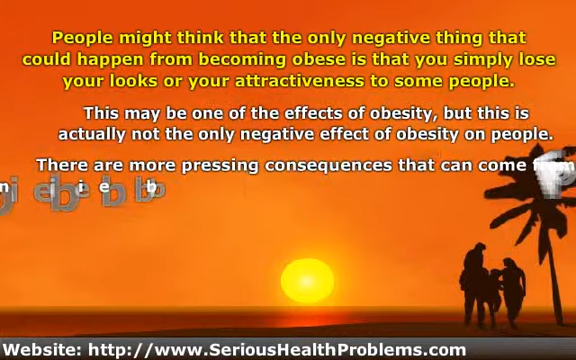 People might think that the only negative thing that
could happen from becoming obese is that you simply lose
your looks or your attractiveness to some people.
This may be one of the effects of obesity, but this is
actually not the only negative effect of obesity on people.
There are more pressing consequences that can come from
Website: http://www.SeriousHealthProblems.com